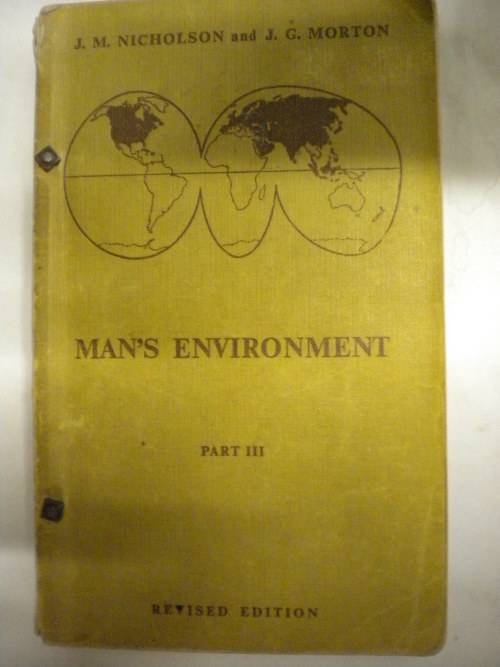 J. M. NICHOLSON and J. G. MORTON
MAN'S ENVIRONMENT
PART III
REVISED EDITION